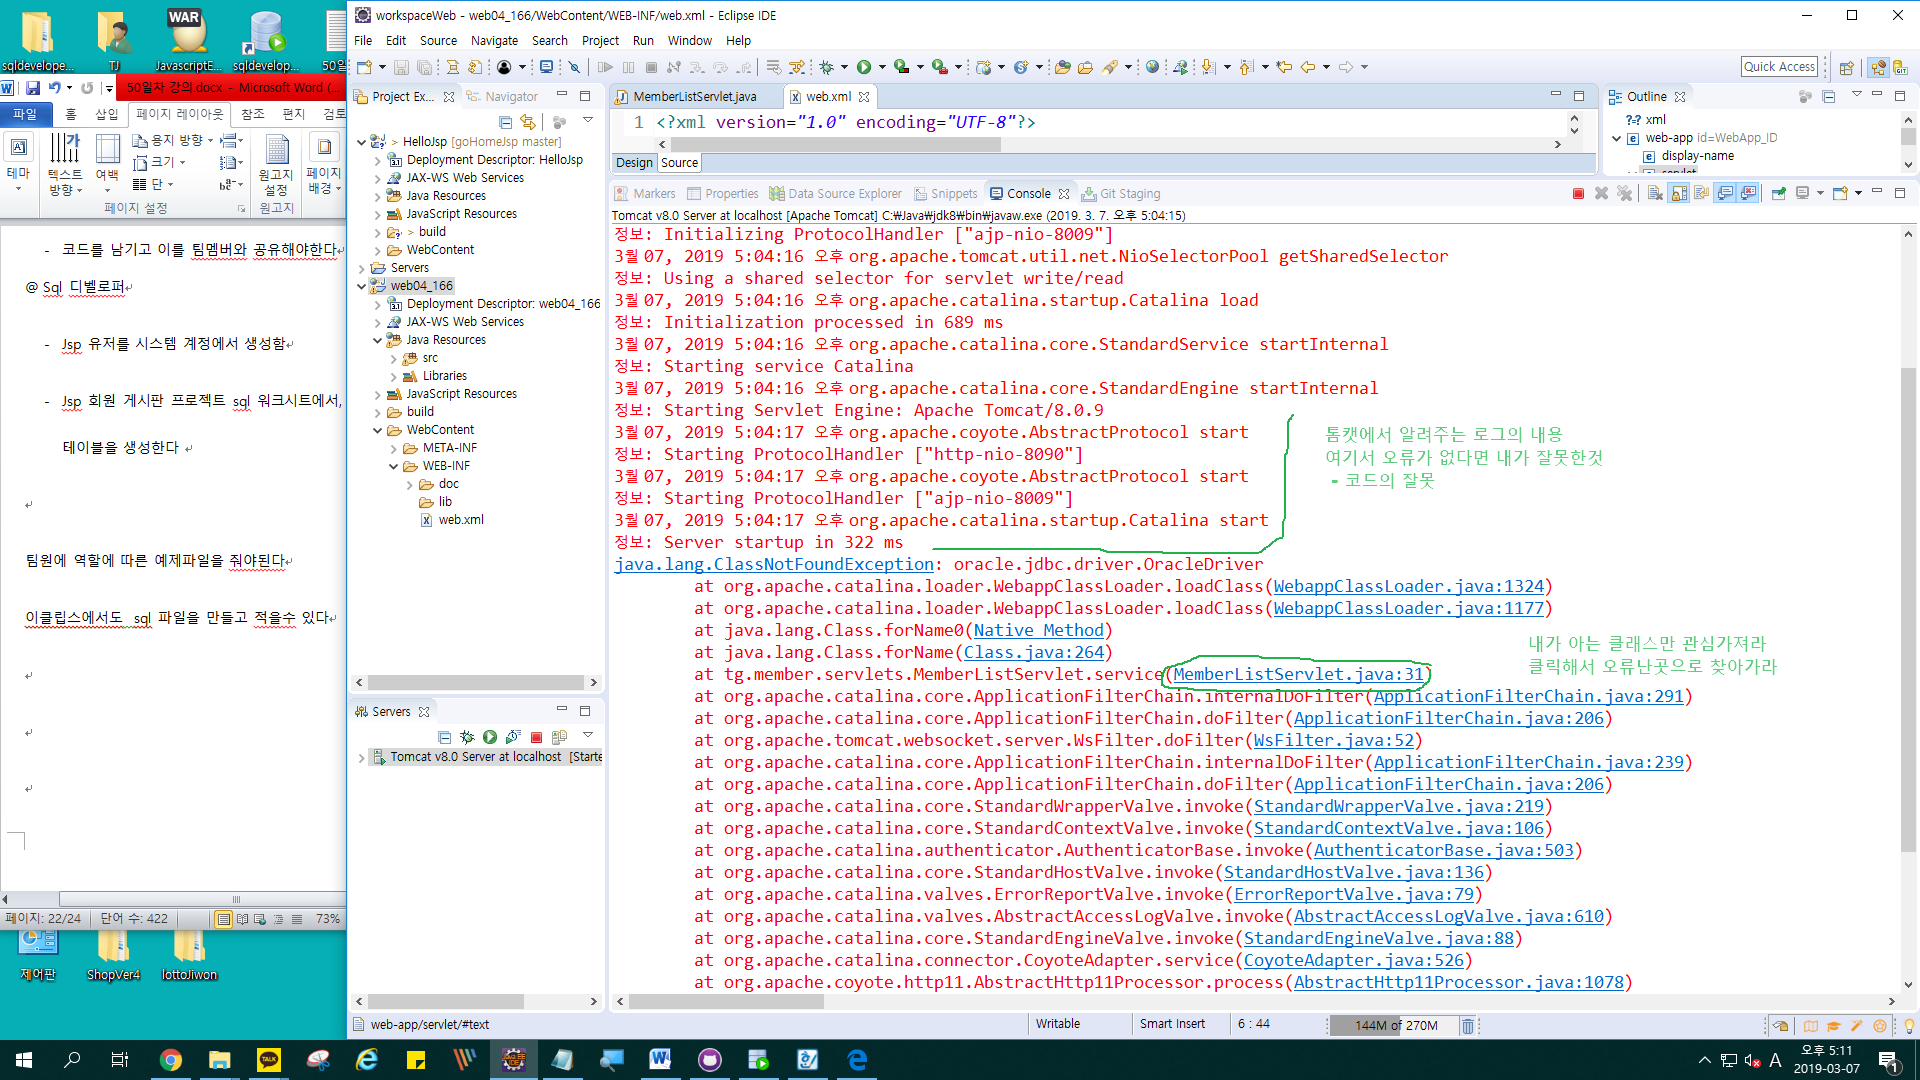 sqldevelope...
TJ
WAR
JavascriptE...
sqldevelop...
50일
50일차 강의.docx - Microsoft Word (...
파일
홈
삽입
페이지 레이아웃
참조
편지
검토
테마
텍스트 방향
여백
용지 방향
크기
단
원고지 설정
페이지 배경
페이지 설정
원고지
- 코드를 남기고 이를 팀멤버와 공유해야한다
@ Sql 디벨로퍼
- Jsp 유저를 시스템 계정에서 생성함
- Jsp 회원 게시판 프로젝트 sql 워크시트에서,
테이블을 생성한다
팀원에 역할에 따른 예제파일을 줘야된다
이클립스에서도 sql 파일을 만들고 적을수 있다
페이지: 22/24
단어 수: 422
73%
제어판
ShopVer4
lottoJiwon
workspaceWeb - web04_166/WebContent/WEB-INF/web.xml - Eclipse IDE
File Edit Source Navigate Search Project Run Window Help
Quick Access
Project Ex...
Navigator
> HelloJsp [goHomeJsp master]
Deployment Descriptor: HelloJsp
JAX-WS Web Services
Java Resources
JavaScript Resources
> build
WebContent
Servers
web04_166
Deployment Descriptor: web04_166
JAX-WS Web Services
Java Resources
src
Libraries
JavaScript Resources
build
WebContent
META-INF
WEB-INF
doc
lib
web.xml
Servers
Tomcat v8.0 Server at localhost [Starte
MemberListServlet.java
web.xml
1 <?xml version="1.0" encoding="UTF-8"?>
Design
Source
Outline
xml
web-app id=WebApp_ID
display-name
servlet
Markers
Properties
Data Source Explorer
Snippets
Console
Git Staging
Tomcat v8.0 Server at localhost [Apache Tomcat] C:₩Java₩jdk8₩bin₩javaw.exe (2019. 3. 7. 오후 5:04:15)
정보: Initializing ProtocolHandler ["ajp-nio-8009"]
3월 07, 2019 5:04:16 오후 org.apache.tomcat.util.net.NioSelectorPool getSharedSelector
정보: Using a shared selector for servlet write/read
3월 07, 2019 5:04:16 오후 org.apache.catalina.startup.Catalina load
정보: Initialization processed in 689 ms
3월 07, 2019 5:04:16 오후 org.apache.catalina.core.StandardService startInternal
정보: Starting service Catalina
3월 07, 2019 5:04:16 오후 org.apache.catalina.core.StandardEngine startInternal
정보: Starting Servlet Engine: Apache Tomcat/8.0.9
3월 07, 2019 5:04:17 오후 org.apache.coyote.AbstractProtocol start
정보: Starting ProtocolHandler ["http-nio-8090"]
3월 07, 2019 5:04:17 오후 org.apache.coyote.AbstractProtocol start
정보: Starting ProtocolHandler ["ajp-nio-8009"]
3월 07, 2019 5:04:17 오후 org.apache.catalina.startup.Catalina start
정보: Server startup in 322 ms
톰캣에서 알려주는 로그의 내용
여기서 오류가 없다면 내가 잘못한것
- 코드의 잘못
java.lang.ClassNotFoundException: oracle.jdbc.driver.OracleDriver
at org.apache.catalina.loader.WebappClassLoader.loadClass(WebappClassLoader.java:1324)
at org.apache.catalina.loader.WebappClassLoader.loadClass(WebappClassLoader.java:1177)
at java.lang.Class.forName0(Native Method)
at java.lang.Class.forName(Class.java:264)
at tg.member.servlets.MemberListServlet.service(MemberListServlet.java:31)
내가 아는 클래스만 관심가져라
클릭해서 오류난곳으로 찾아가라
at org.apache.catalina.core.ApplicationFilterChain.internalDoFilter(ApplicationFilterChain.java:291)
at org.apache.catalina.core.ApplicationFilterChain.doFilter(ApplicationFilterChain.java:206)
at org.apache.tomcat.websocket.server.WsFilter.doFilter(WsFilter.java:52)
at org.apache.catalina.core.ApplicationFilterChain.internalDoFilter(ApplicationFilterChain.java:239)
at org.apache.catalina.core.ApplicationFilterChain.doFilter(ApplicationFilterChain.java:206)
at org.apache.catalina.core.StandardWrapperValve.invoke(StandardWrapperValve.java:219)
at org.apache.catalina.core.StandardContextValve.invoke(StandardContextValve.java:106)
at org.apache.catalina.authenticator.AuthenticatorBase.invoke(AuthenticatorBase.java:503)
at org.apache.catalina.core.StandardHostValve.invoke(StandardHostValve.java:136)
at org.apache.catalina.valves.ErrorReportValve.invoke(ErrorReportValve.java:79)
at org.apache.catalina.valves.AbstractAccessLogValve.invoke(AbstractAccessLogValve.java:610)
at org.apache.catalina.core.StandardEngineValve.invoke(StandardEngineValve.java:88)
at org.apache.catalina.connector.CoyoteAdapter.service(CoyoteAdapter.java:526)
at org.apache.coyote.http11.AbstractHttp11Processor.process(AbstractHttp11Processor.java:1078)
web-app/servlet/#text
Writable
Smart Insert
6 : 44
144M of 270M
TALK
A
오후 5:11
2019-03-07
1